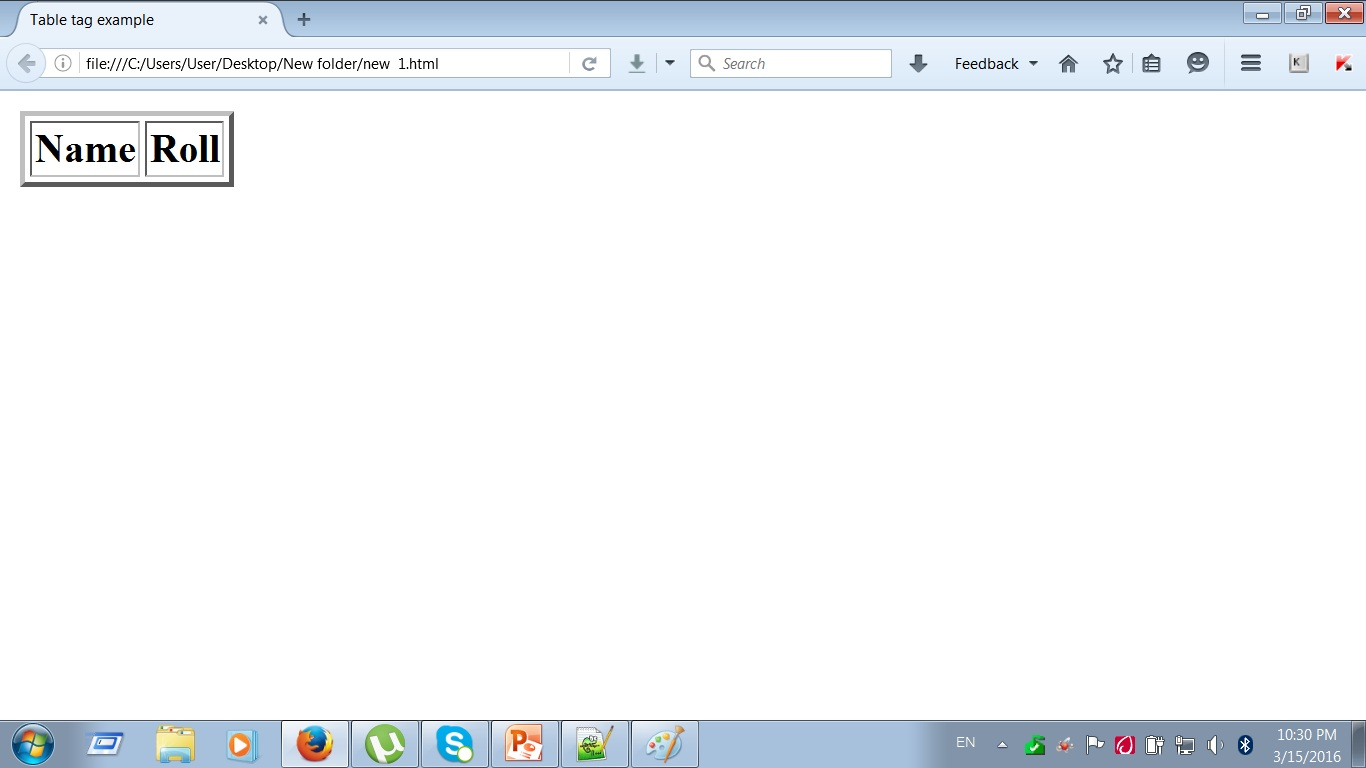 Table tag example
file:///C:/Users/User/Desktop/New folder/new  1.html
Search
Feedback
Name Roll
EN
10:30 PM
3/15/2016